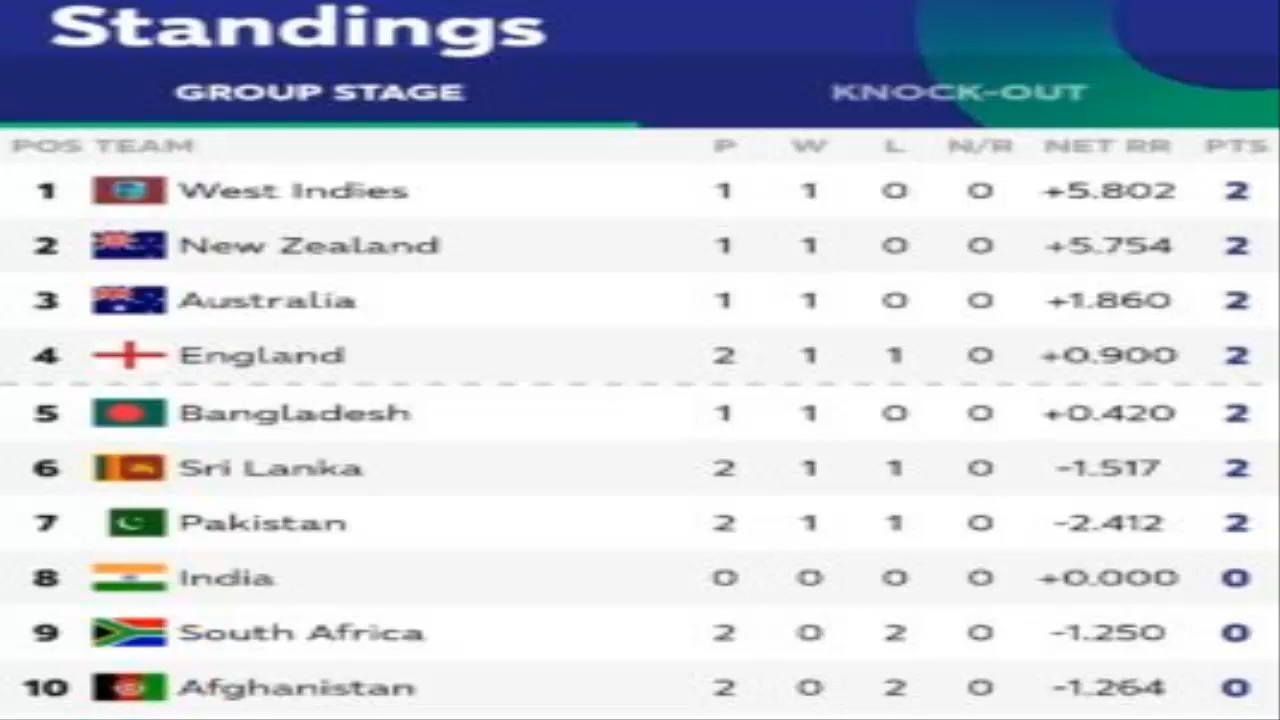 Standings
GROUP STAGE KNOCK-OUT
POS TEAM P W L N/R NET RR PTS
1 West Indies 1 1 0 0 +5.802 2
2 New Zealand 1 1 0 0 +5.754 2
3 Australia 1 1 0 0 +1.860 2
4 England 2 1 1 0 +0.900 2
5 Bangladesh 1 1 0 0 +0.420 2
6 Sri Lanka 2 1 1 0 -1.517 2
7 Pakistan 2 1 1 0 -2.412 2
8 India 0 0 0 0 +0.000 0
9 South Africa 2 0 2 0 -1.250 0
10 Afghanistan 2 0 2 0 -1.264 0